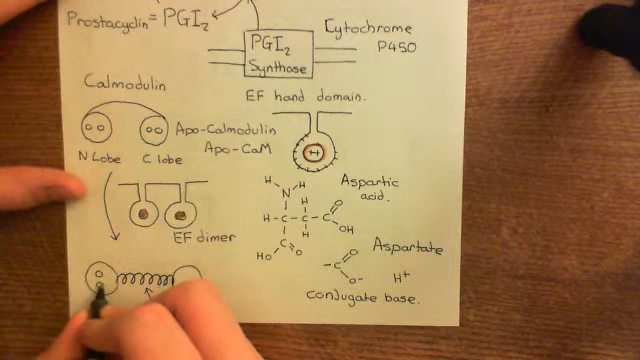 Prostacyclin = PGI2
PGI2
Synthase
Cytochrome
P450
Calmodulin
EF hand domain.
Apo-Calmodulin
Apo-CaM
N Lobe
C lobe
EF dimer
Aspartic
acid.
H
H
N
H
H-C-C-C
O
OH
H
C
O
HO
Aspartate
C
O
O-
H+
Conjugate base.